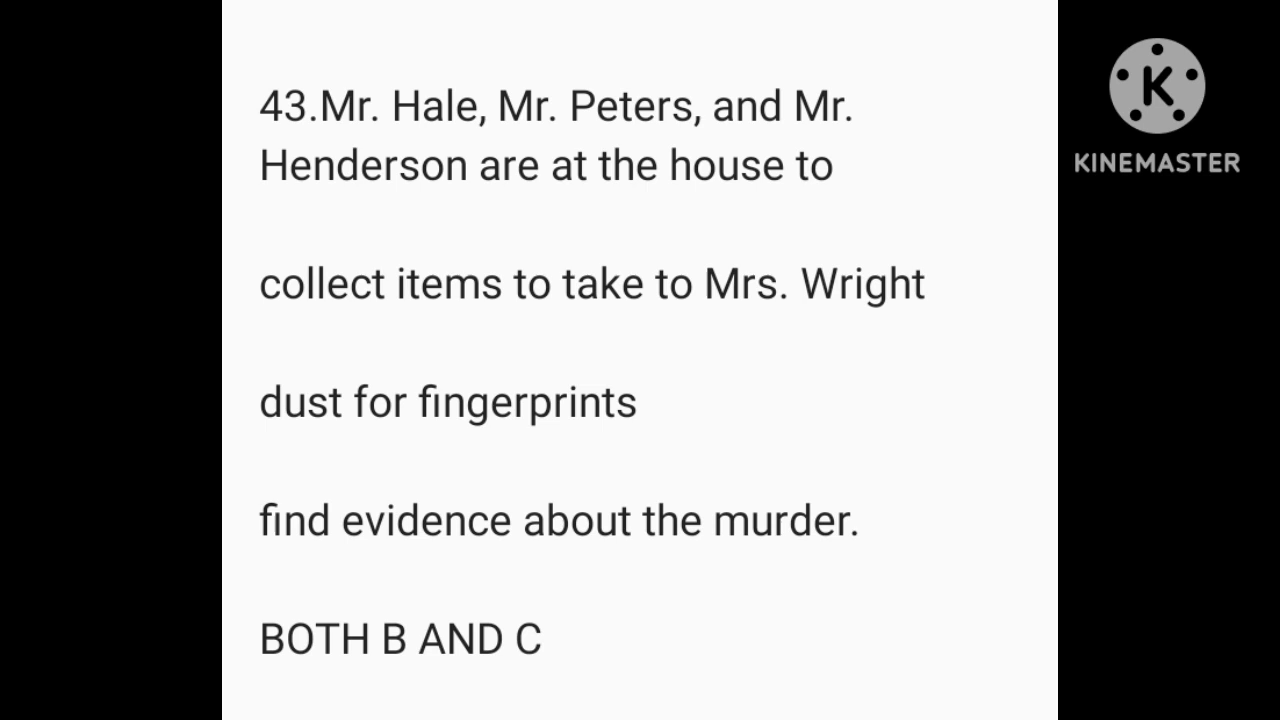 43.Mr. Hale, Mr. Peters, and Mr.
Henderson are at the house to
collect items to take to Mrs. Wright
dust for fingerprints
find evidence about the murder.
BOTH B AND C
K
KINEMASTER